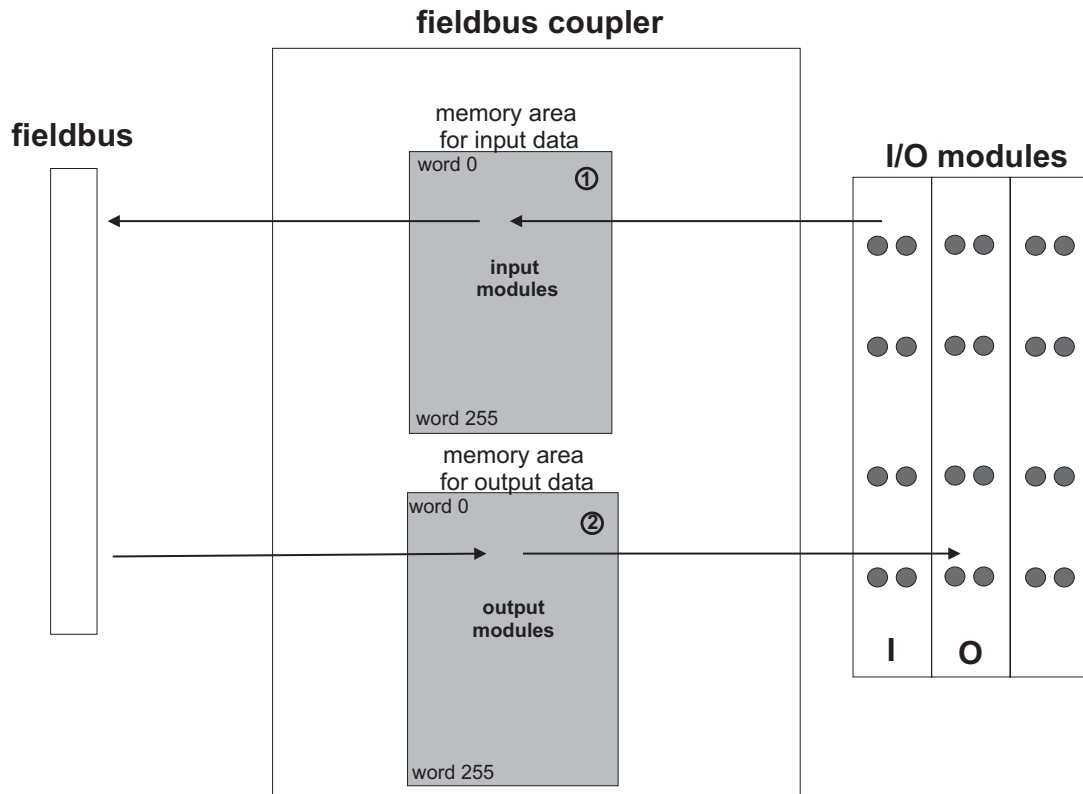 fieldbus coupler
fieldbus
memory area
for input data
word 0
①
input
modules
word 255
memory area
for output data
word 0
②
output
modules
word 255
I/O modules
I
O